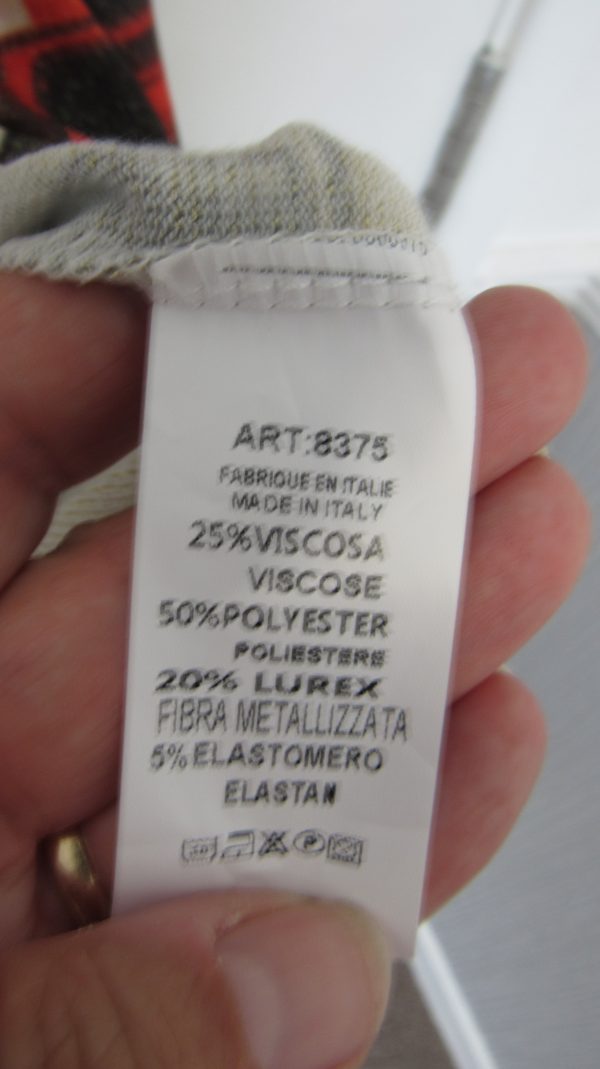 ART:8375
FABRIQUE EN ITALIE
MADE IN ITALY
25%VISCOSA
VISCOSE
50%POLYESTER
POLIESTERE
20% LUREX
FIBRA METALLIZZATA
5%ELASTOMERO
ELASTAN
30
P